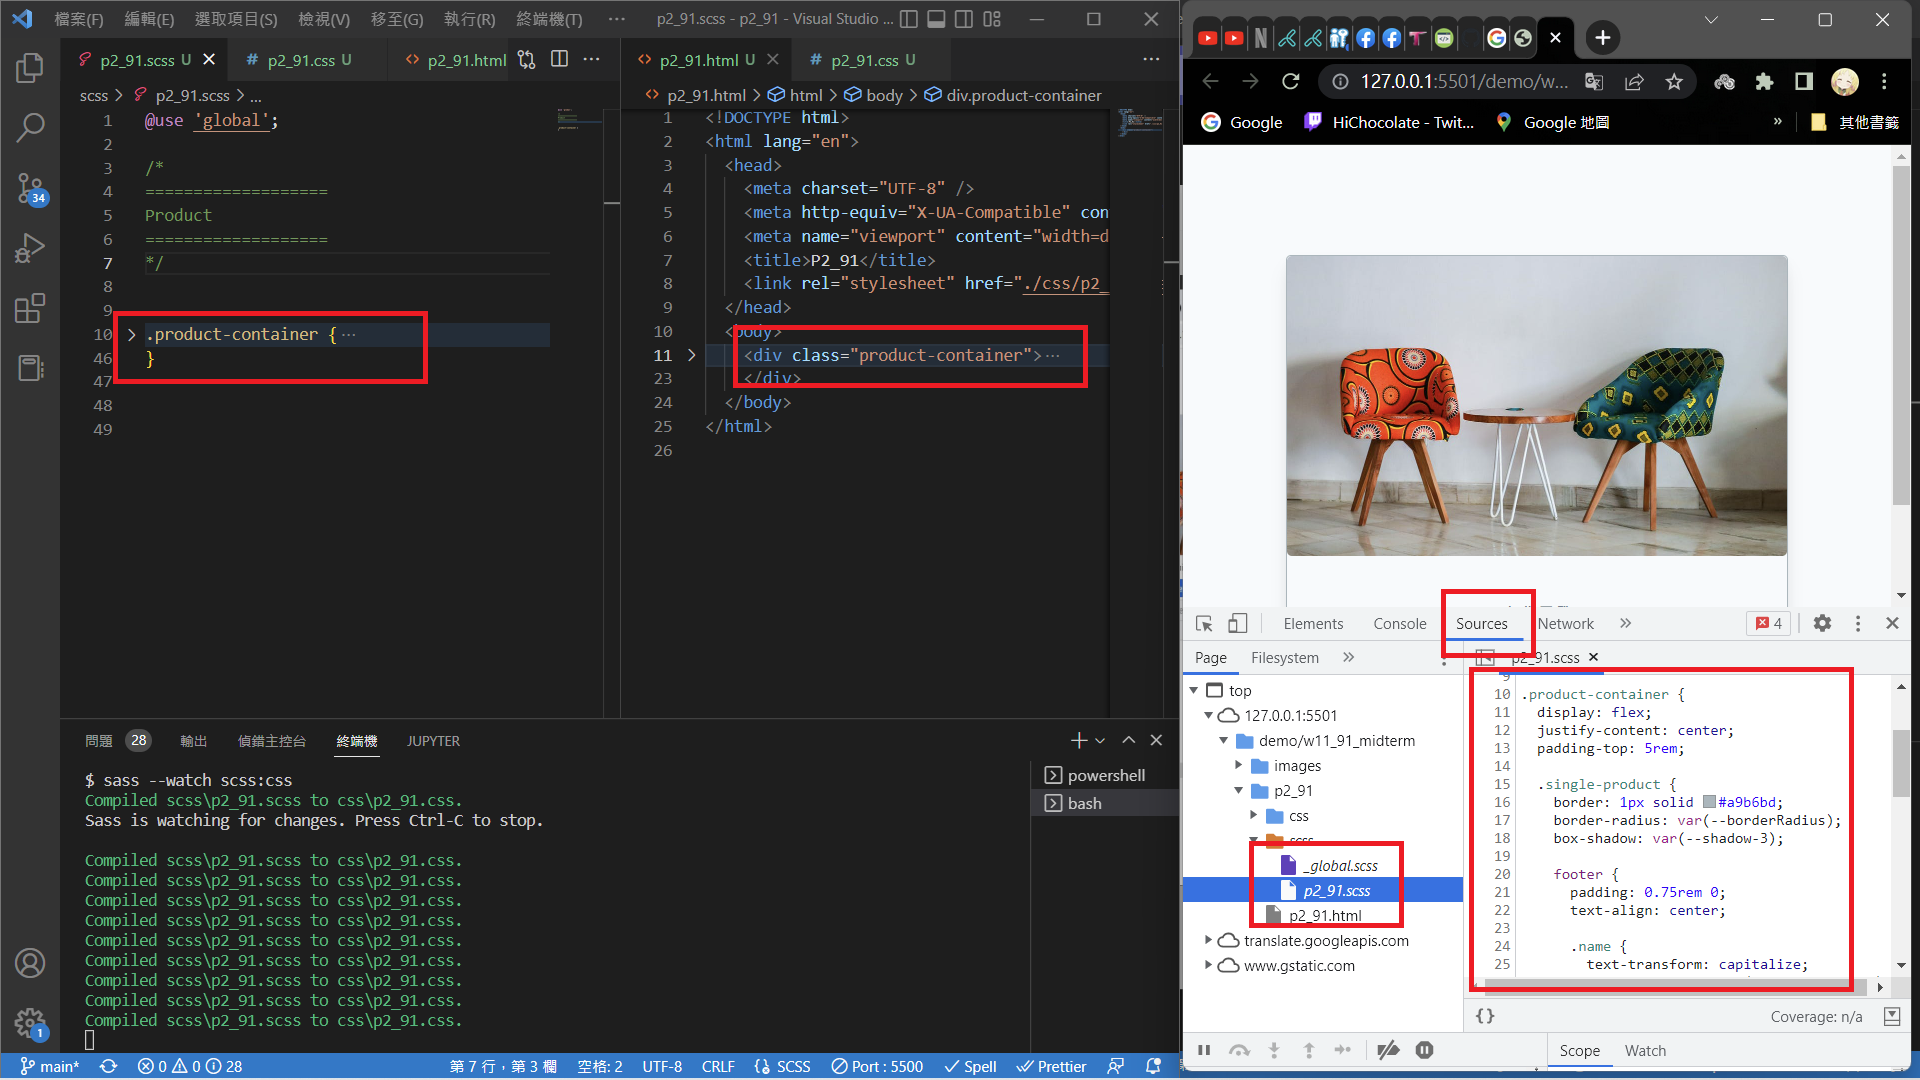 檔案(F) 編輯(E) 選取項目(S) 檢視(V) 移至(G) 執行(R) 終端機(T) ··· p2_91.scss - p2_91 - Visual Studio ...
p2_91.scss U
# p2_91.css U
p2_91.html
p2_91.html U
# p2_91.css U
scss > p2_91.scss > ...
1 @use 'global';
2
3 /*
4 ===================
5 Product
6 ===================
7 */
8
9
10 .product-container { ···
46 }
47
48
49
p2_91.html > html > body > div.product-container
1 <!DOCTYPE html>
2 <html lang="en">
3 <head>
4 <meta charset="UTF-8" />
5 <meta http-equiv="X-UA-Compatible" con
6 <meta name="viewport" content="width=d
7 <title>P2_91</title>
8 <link rel="stylesheet" href="./css/p2_
9 </head>
10 <body>
11 <div class="product-container"> ···
23 </div>
24 </body>
25 </html>
26
34
問題 28 輸出 偵錯主控台 終端機 JUPYTER
$ sass --watch scss:css
Compiled scss\p2_91.scss to css\p2_91.css.
Sass is watching for changes. Press Ctrl-C to stop.
Compiled scss\p2_91.scss to css\p2_91.css.
Compiled scss\p2_91.scss to css\p2_91.css.
Compiled scss\p2_91.scss to css\p2_91.css.
Compiled scss\p2_91.scss to css\p2_91.css.
Compiled scss\p2_91.scss to css\p2_91.css.
Compiled scss\p2_91.scss to css\p2_91.css.
Compiled scss\p2_91.scss to css\p2_91.css.
Compiled scss\p2_91.scss to css\p2_91.css.
Compiled scss\p2_91.scss to css\p2_91.css.
powershell
bash
1
main* 0 0 28 第 7 行，第 3 欄 空格: 2 UTF-8 CRLF SCSS Port : 5500 Spell Prettier
127.0.0.1:5501/demo/w...
Google HiChocolate - Twit... Google 地圖 » 其他書籤
Elements Console Sources Network » 4
Page Filesystem »
p2_91.scss
top
127.0.0.1:5501
demo/w11_91_midterm
images
p2_91
css
scss
_global.scss
p2_91.scss
p2_91.html
translate.googleapis.com
www.gstatic.com
9
10 .product-container {
11 display: flex;
12 justify-content: center;
13 padding-top: 5rem;
14
15 .single-product {
16 border: 1px solid #a9b6bd;
17 border-radius: var(--borderRadius);
18 box-shadow: var(--shadow-3);
19
20 footer {
21 padding: 0.75rem 0;
22 text-align: center;
23
24 .name {
25 text-transform: capitalize;
{} Coverage: n/a
Scope Watch